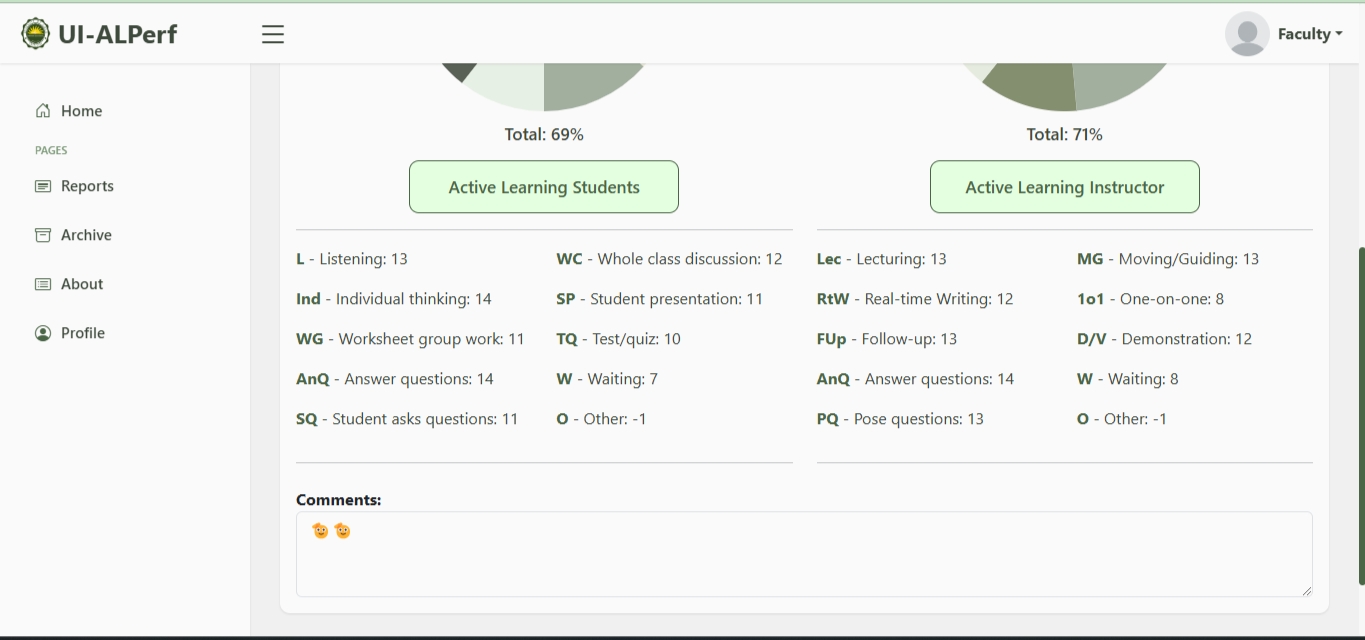 UI-ALPerf
Faculty
Home
PAGES
Reports
Archive
About
Profile
Total: 69%
Active Learning Students
L - Listening: 13
Ind - Individual thinking: 14
WG - Worksheet group work: 11
AnQ - Answer questions: 14
SQ - Student asks questions: 11
WC - Whole class discussion: 12
SP - Student presentation: 11
TQ - Test/quiz: 10
W - Waiting: 7
O - Other: -1
Total: 71%
Active Learning Instructor
Lec - Lecturing: 13
RtW - Real-time Writing: 12
FUp - Follow-up: 13
AnQ - Answer questions: 14
PQ - Pose questions: 13
MG - Moving/Guiding: 13
1o1 - One-on-one: 8
D/V - Demonstration: 12
W - Waiting: 8
O - Other: -1
Comments:
🫡 🫡